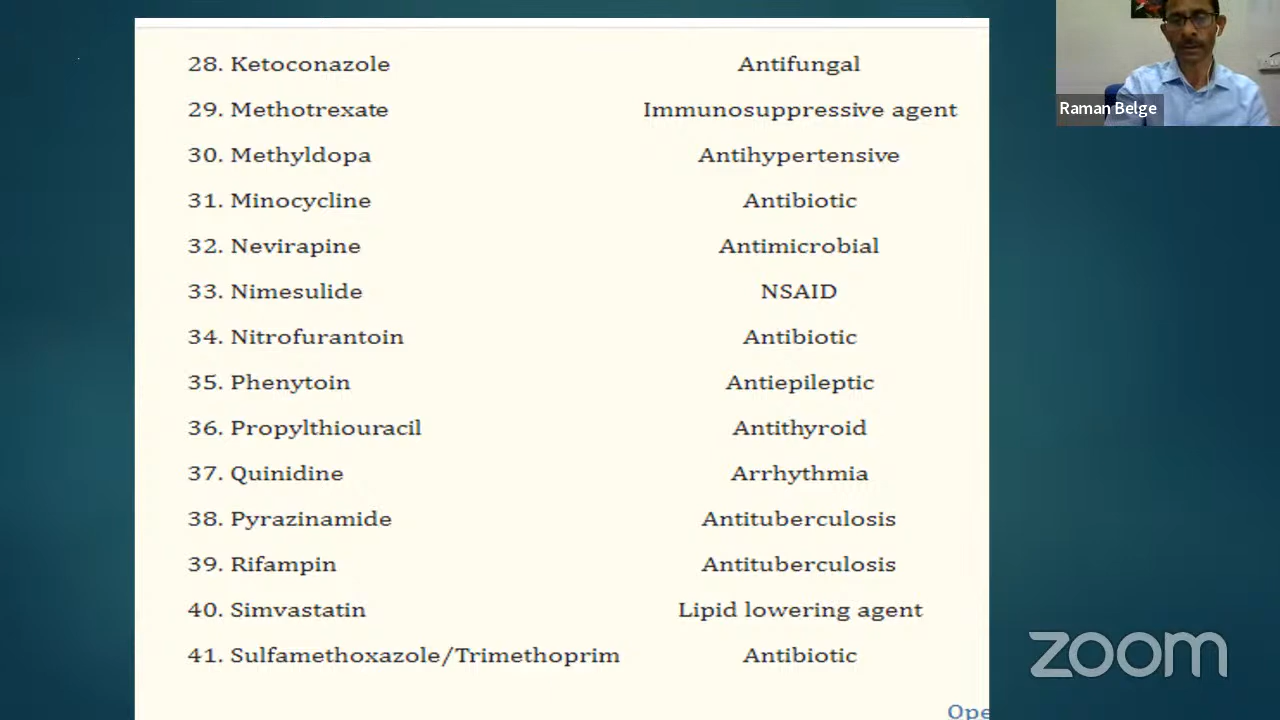 28. Ketoconazole Antifungal
29. Methotrexate Immunosuppressive agent
30. Methyldopa Antihypertensive
31. Minocycline Antibiotic
32. Nevirapine Antimicrobial
33. Nimesulide NSAID
34. Nitrofurantoin Antibiotic
35. Phenytoin Antiepileptic
36. Propylthiouracil Antithyroid
37. Quinidine Arrhythmia
38. Pyrazinamide Antituberculosis
39. Rifampin Antituberculosis
40. Simvastatin Lipid lowering agent
41. Sulfamethoxazole/Trimethoprim Antibiotic
Ope
Raman Belge
zoom